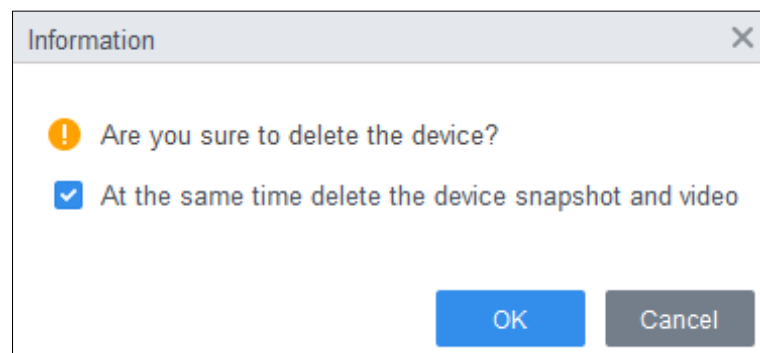 Information
Are you sure to delete the device?
At the same time delete the device snapshot and video
OK
Cancel